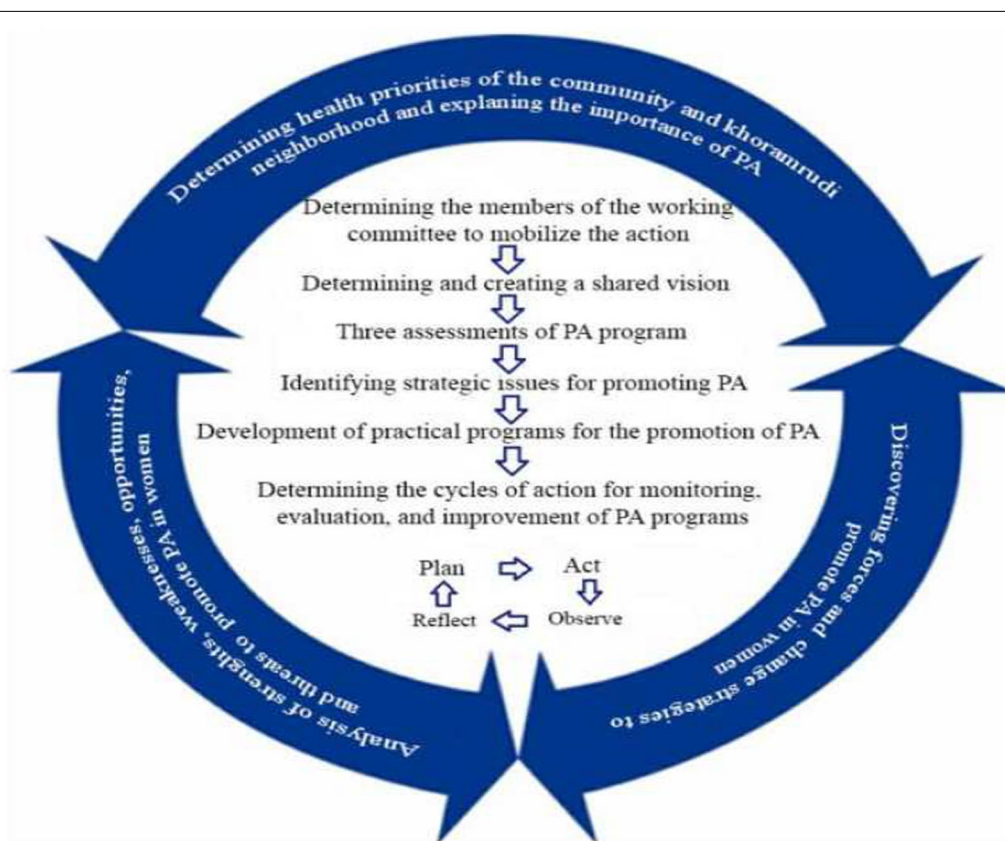 Determining health priorities of the community and khoramrudi
neighborhood and explaning the importance of PA
Determining the members of the working
committee to mobilize the action
Determining and creating a shared vision
Three assessments of PA program
Identifying strategic issues for promoting PA
Development of practical programs for the promotion of PA
Determining the cycles of action for monitoring,
evaluation, and improvement of PA programs
Plan
Act
Reflect
Observe
Discovering forces and change strategies to
promote PA in women
Analysis of strenghts, weaknesses, opportunities,
and threats to promote PA in women